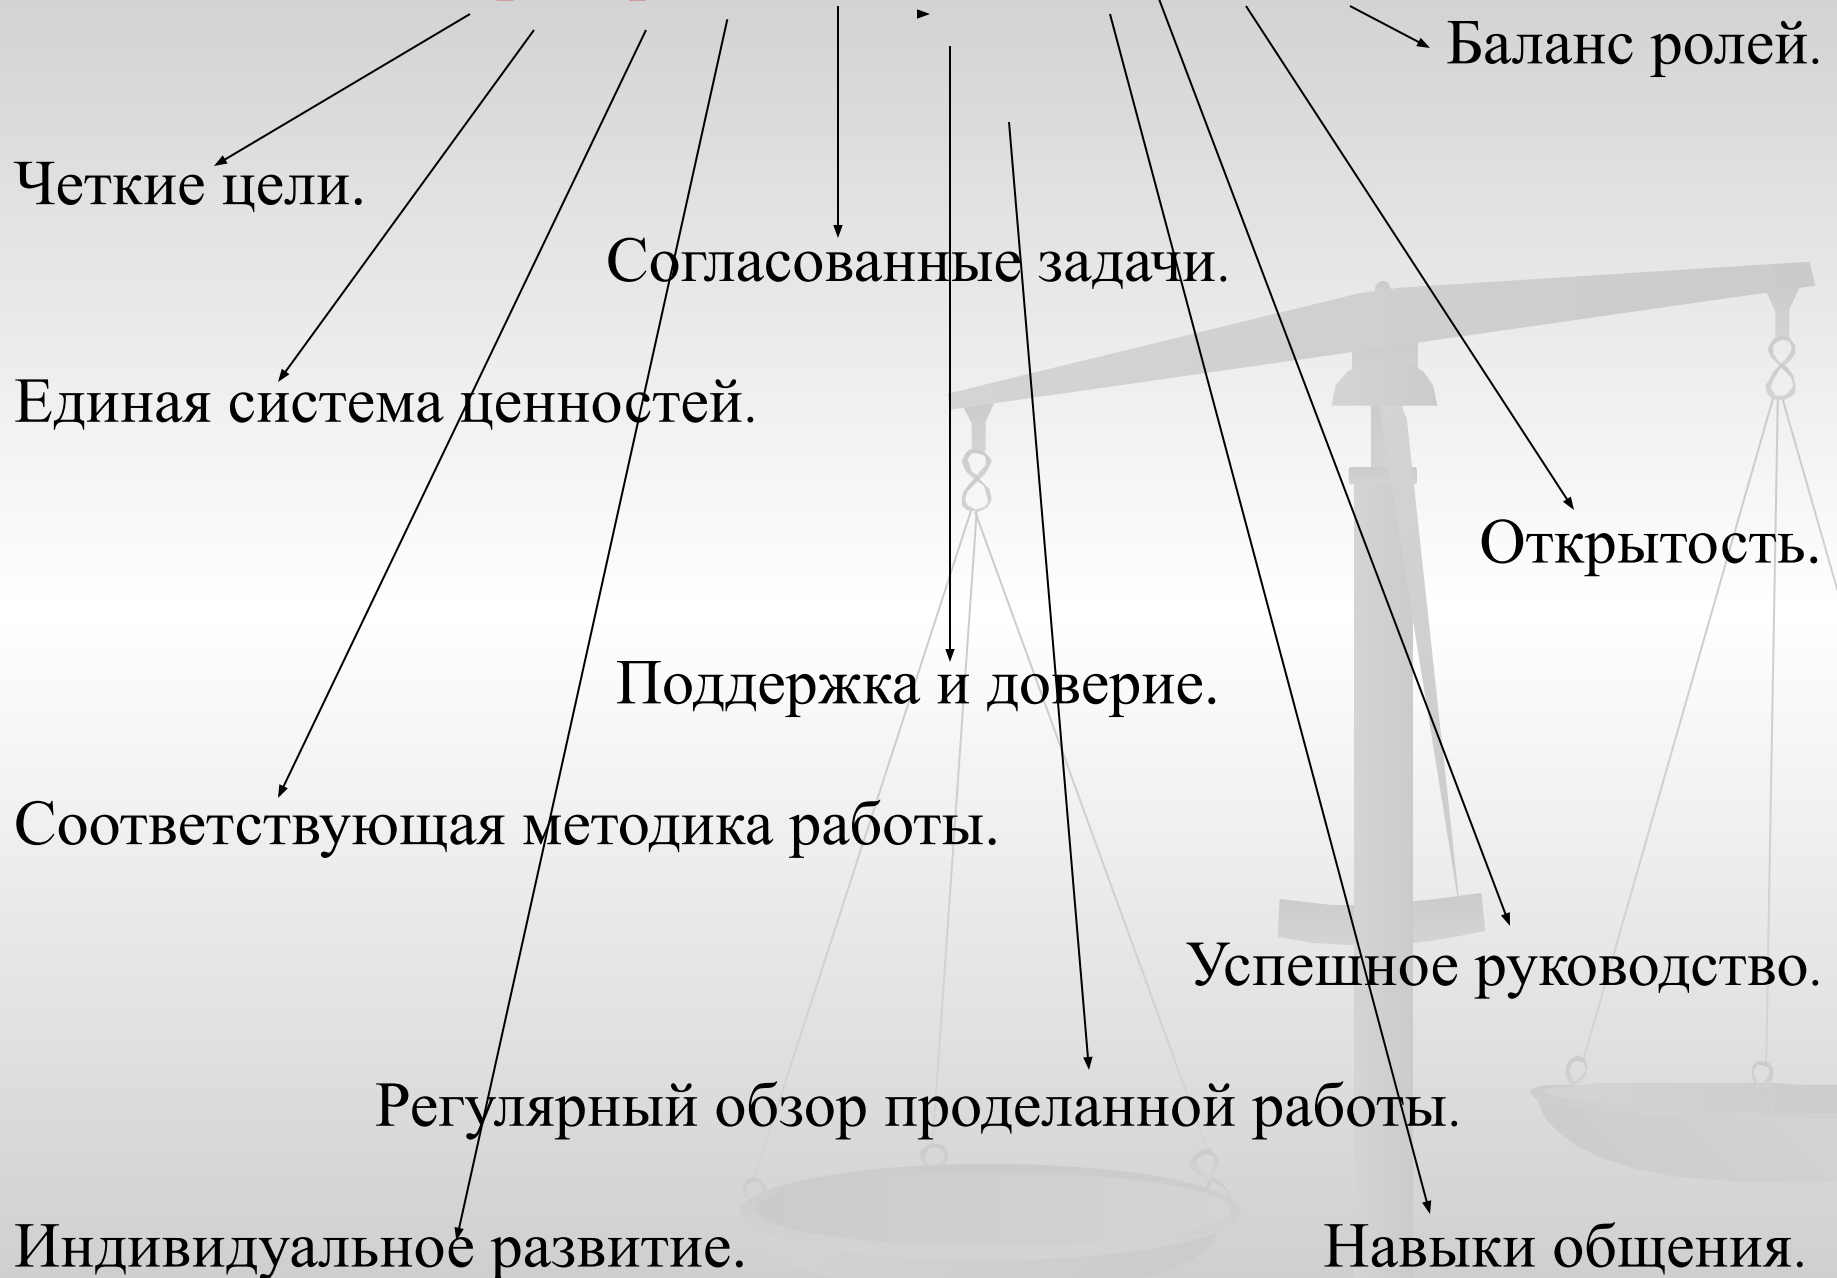 Баланс ролей.
Четкие цели.
Согласованные задачи.
Единая система ценностей.
Открытость.
Поддержка и доверие.
Соответствующая методика работы.
Успешное руководство.
Регулярный обзор проделанной работы.
Индивидуальное развитие.
Навыки общения.